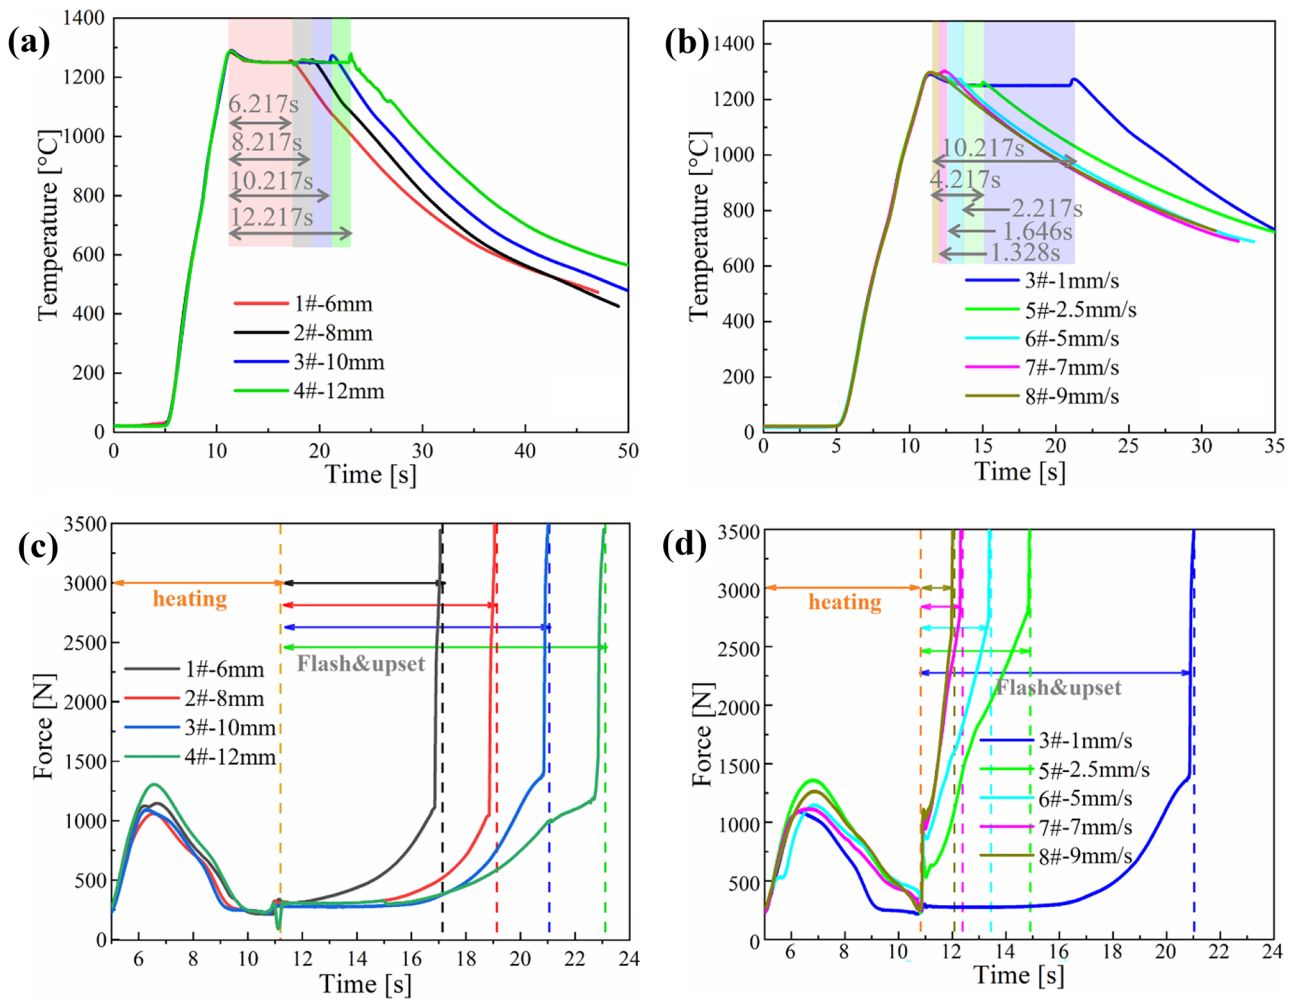 (a)
1400
1200
1000
800
600
400
200
0
Temperature [°C]
6.217s
8.217s
10.217s
12.217s
1#-6mm
2#-8mm
3#-10mm
4#-12mm
0 10 20 30 40 50
Time [s]
(b)
1400
1200
1000
800
600
400
200
0
Temperature [°C]
10.217s
4.217s
2.217s
1.646s
1.328s
3#-1mm/s
5#-2.5mm/s
6#-5mm/s
7#-7mm/s
8#-9mm/s
0 5 10 15 20 25 30 35
Time [s]
(c)
3500
3000
2500
2000
1500
1000
500
0
Force [N]
heating
Flash&upset
1#-6mm
2#-8mm
3#-10mm
4#-12mm
6 8 10 12 14 16 18 20 22 24
Time [s]
(d)
3500
3000
2500
2000
1500
1000
500
0
Force [N]
heating
Flash&upset
3#-1mm/s
5#-2.5mm/s
6#-5mm/s
7#-7mm/s
8#-9mm/s
6 8 10 12 14 16 18 20 22 24
Time [s]